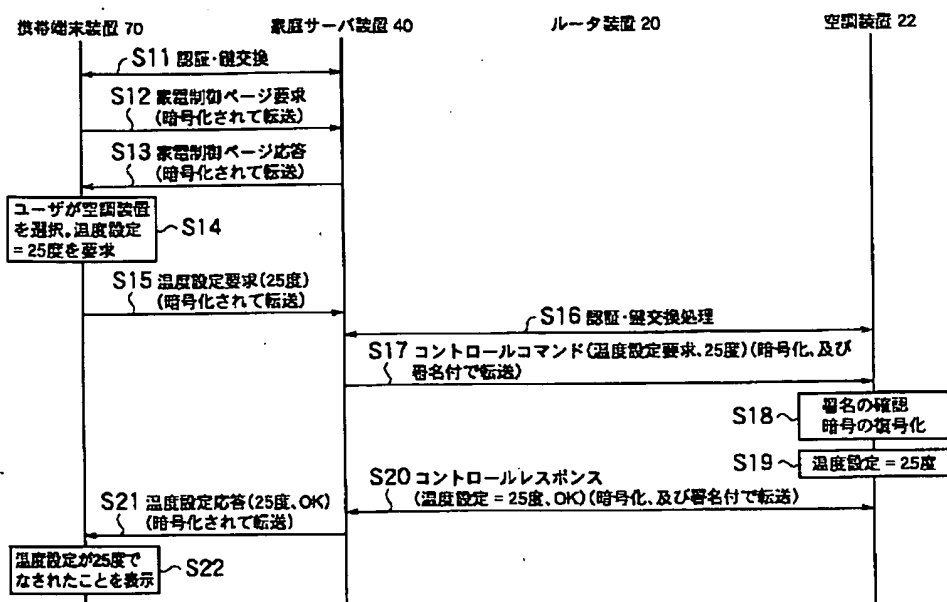 携帯端末装置 70
家庭サーバ装置 40
ルータ装置 20
空調装置 22
S11 認証・鍵交換
S12 家電制御ページ要求
(暗号化されて転送)
S13 家電制御ページ応答
(暗号化されて転送)
ユーザが空調装置
を選択。温度設定
=25度を要求
S14
S15 温度設定要求(25度)
(暗号化されて転送)
S16 認証・鍵交換処理
S17 コントロールコマンド(温度設定要求、25度)(暗号化、及び
署名付で転送)
S18
署名の確認
暗号の復号化
S19
温度設定=25度
S20 コントロールレスポンス
(温度設定=25度、OK)(暗号化、及び署名付で転送)
S21 温度設定応答(25度、OK)
(暗号化されて転送)
温度設定が25度で
なされたことを表示
S22